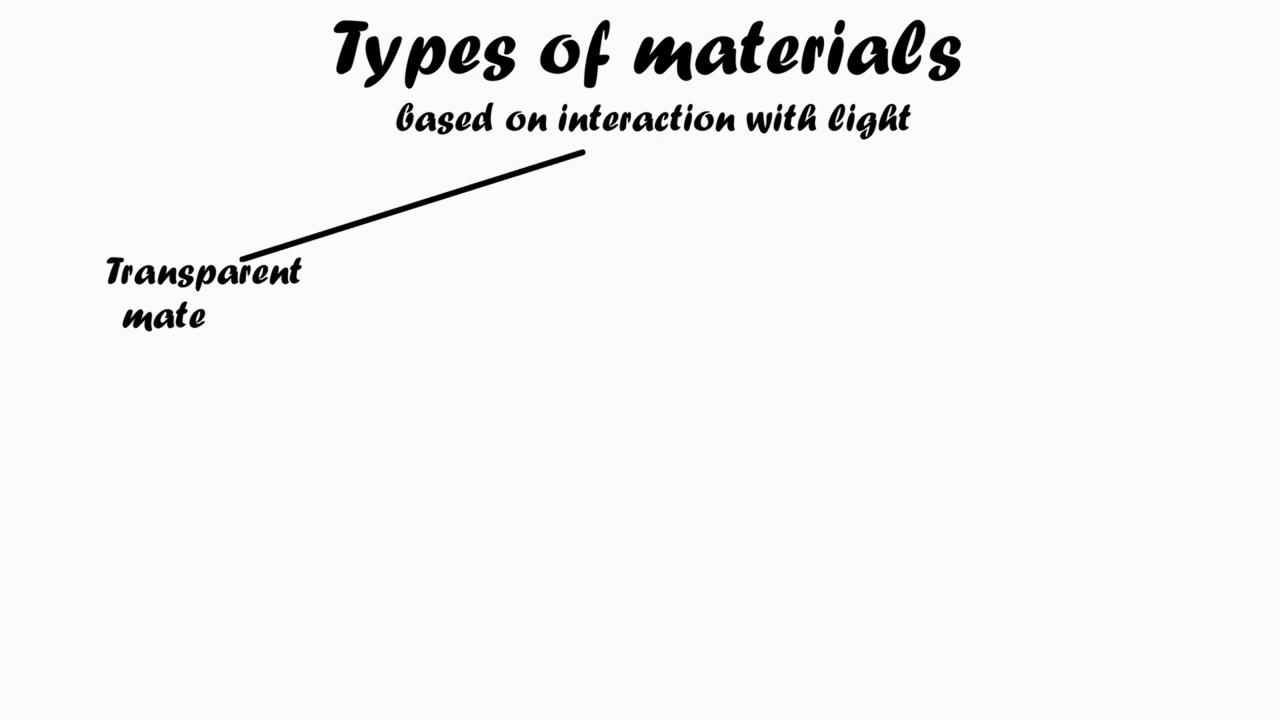 Types of materials
based on interaction with light
Transparent
mate